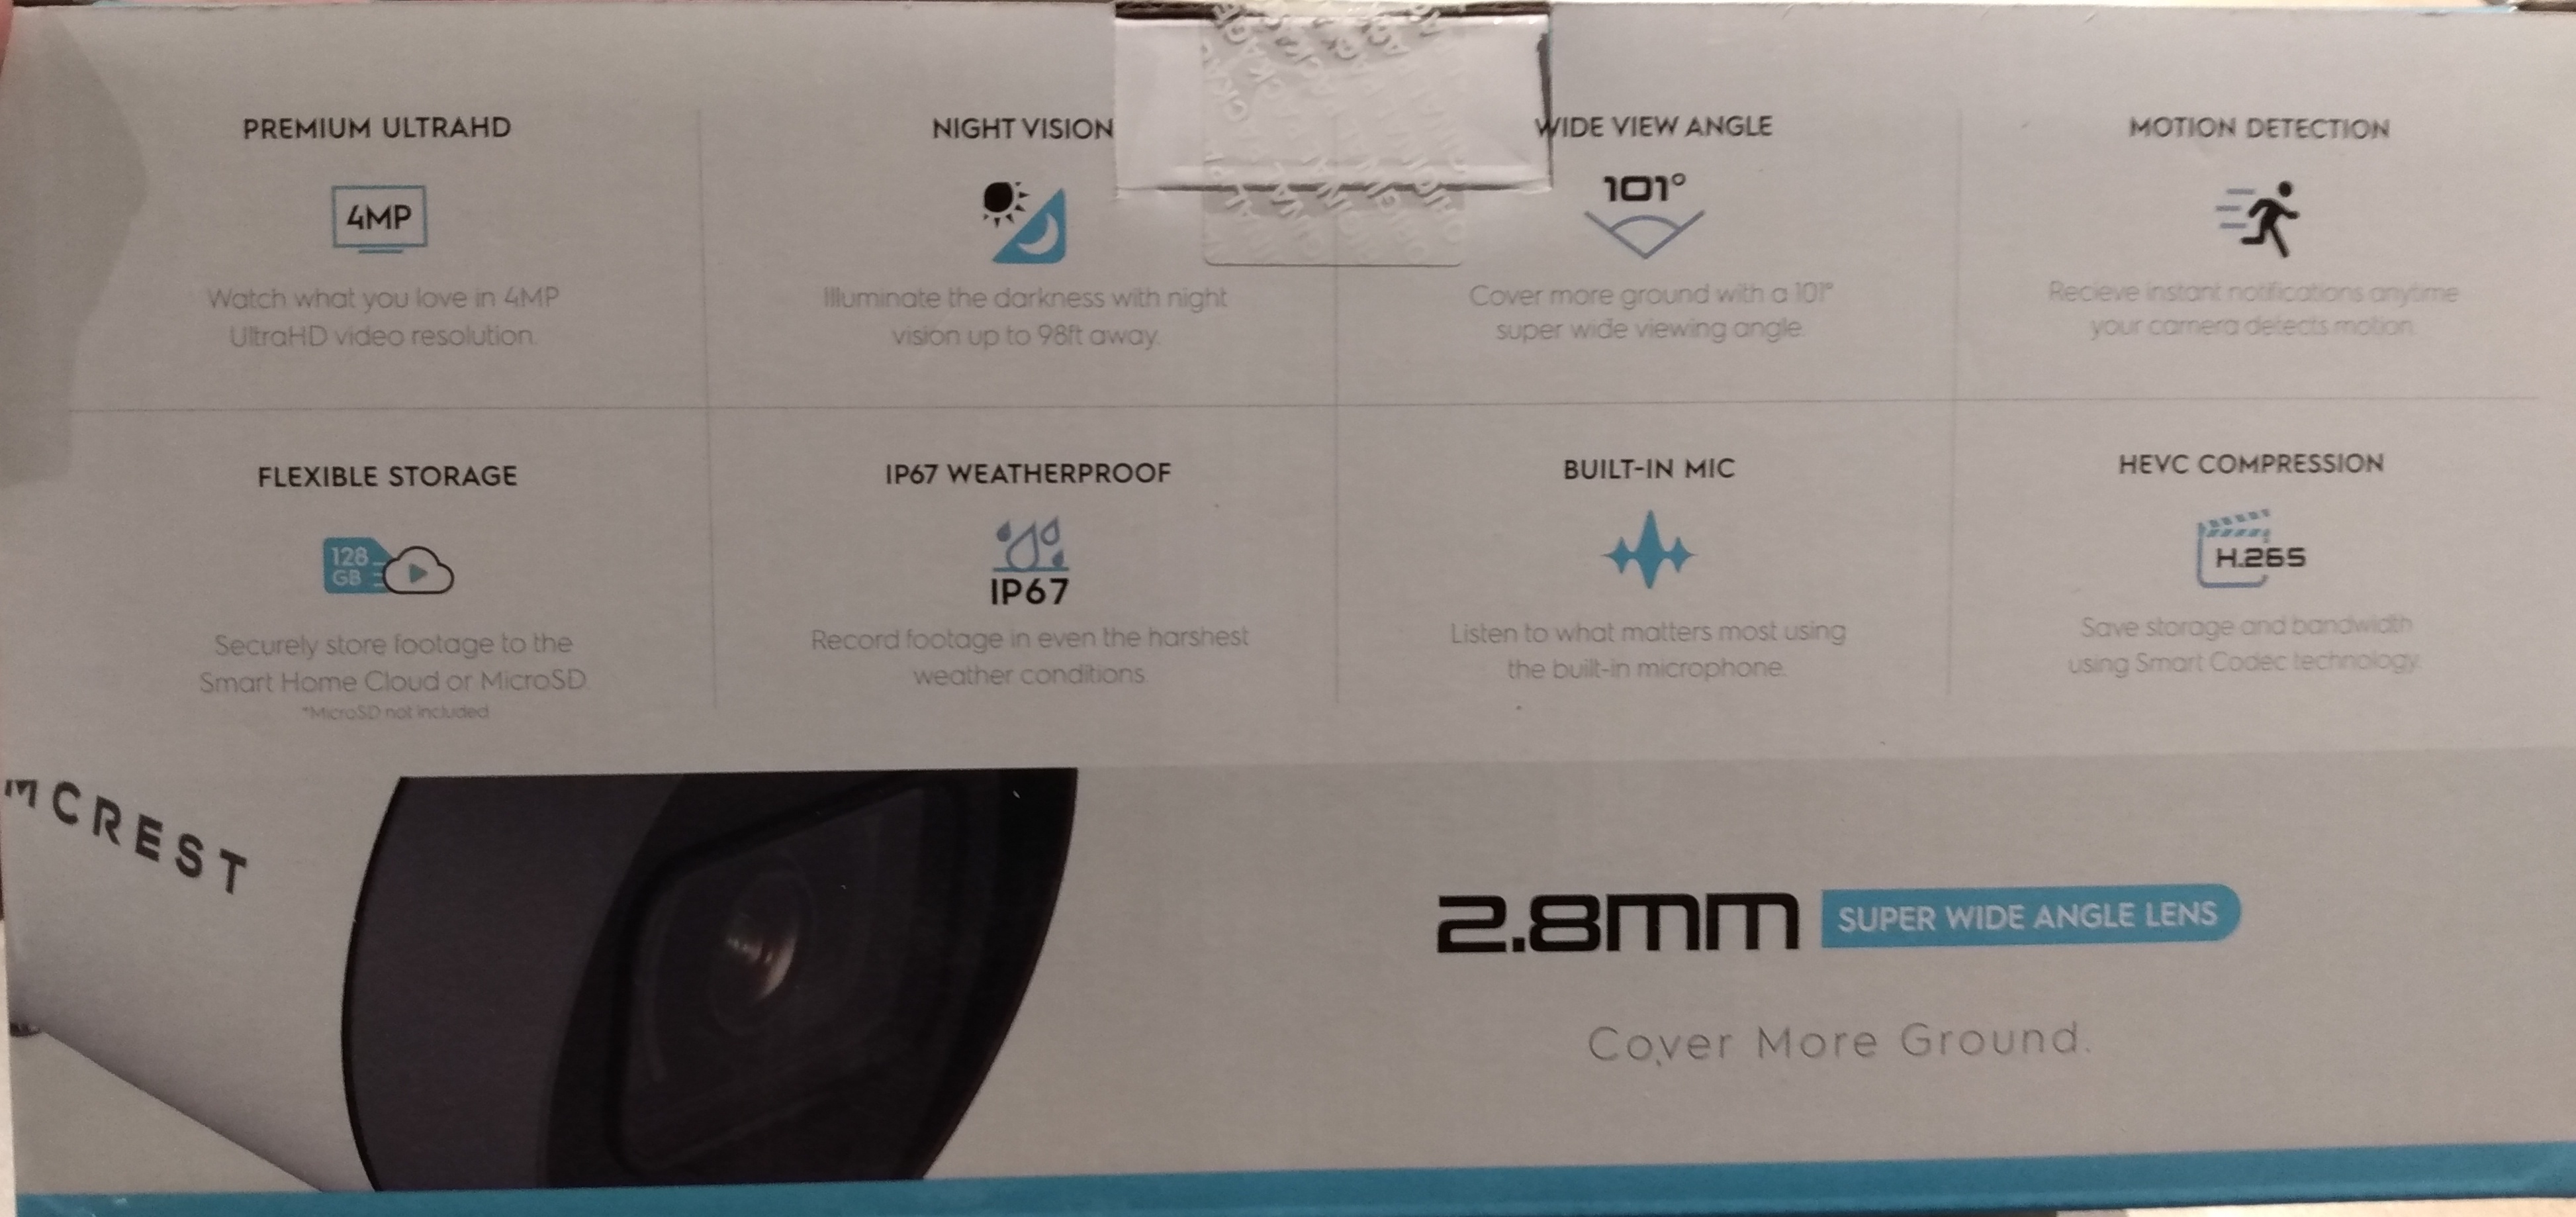 PREMIUM ULTRAHD
4MP
Watch what you love in 4MP
UltraHD video resolution.
NIGHT VISION
Illuminate the darkness with night
vision up to 98ft away.
WIDE VIEW ANGLE
101°
Cover more ground with a 101°
super wide viewing angle.
MOTION DETECTION
Recieve instant notifications anytime
your camera detects motion.
FLEXIBLE STORAGE
128
GB
Securely store footage to the
Smart Home Cloud or MicroSD.
*MicroSD not included
IP67 WEATHERPROOF
IP67
Record footage in even the harshest
weather conditions.
BUILT-IN MIC
Listen to what matters most using
the built-in microphone.
HEVC COMPRESSION
H.265
Save storage and bandwidth
using Smart Codec technology.
MCREST
2.8mm SUPER WIDE ANGLE LENS
Cover More Ground.